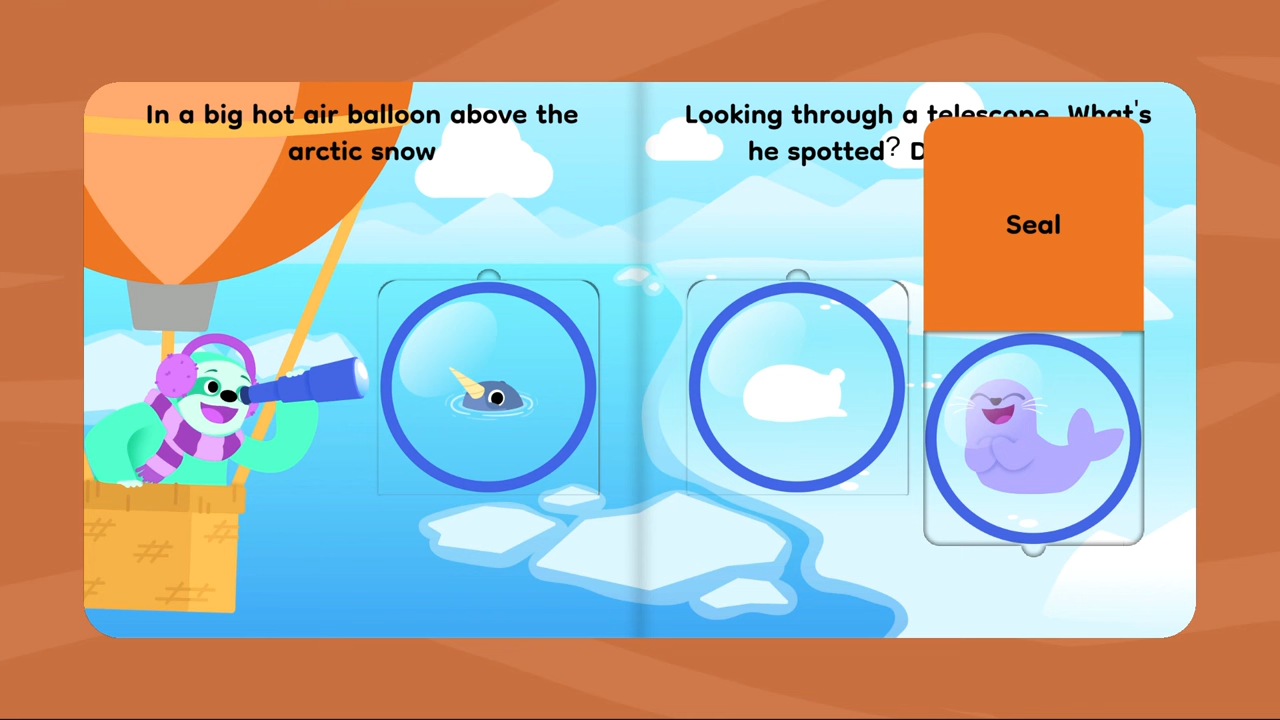 In a big hot air balloon above the
arctic snow
Looking through a telescope. What's
he spotted? D
Seal